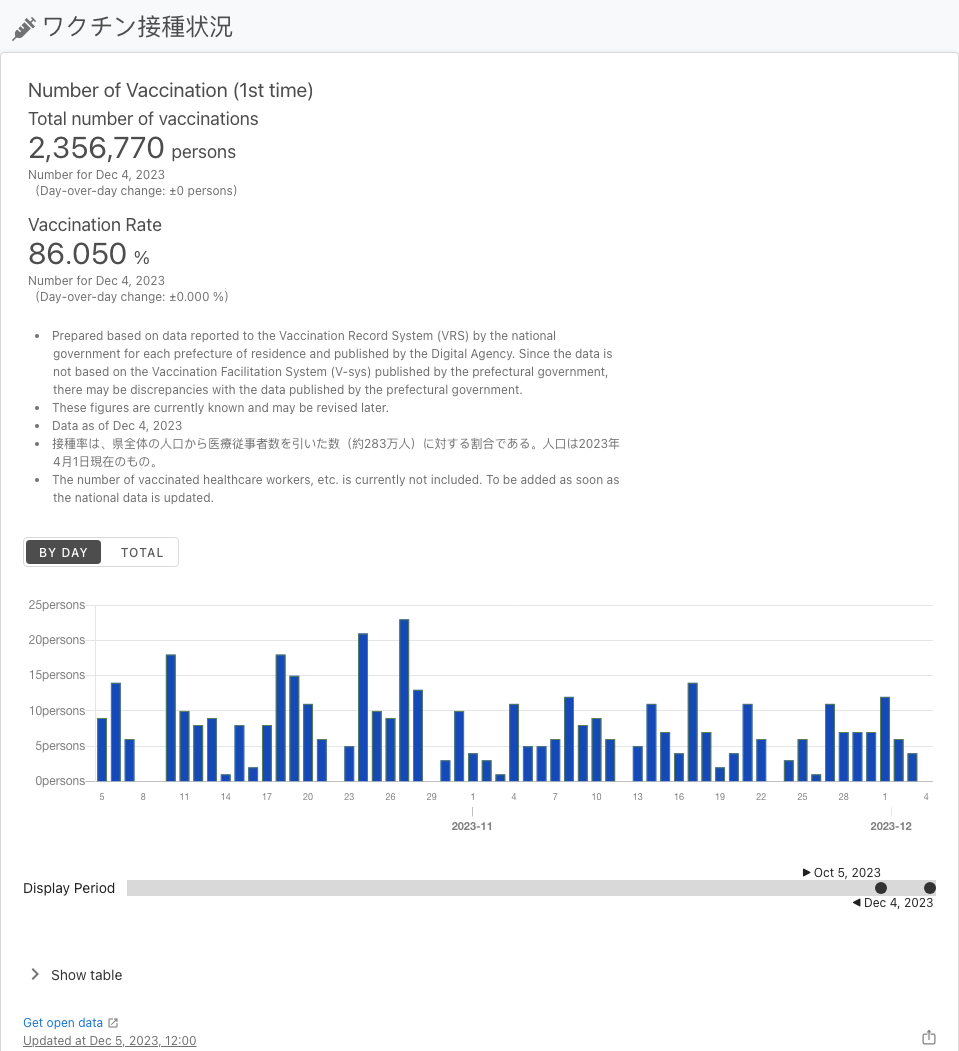 ワクチン接種状況
Number of Vaccination (1st time)
Total number of vaccinations
2,356,770 persons
Number for Dec 4, 2023
(Day-over-day change: ±0 persons)
Vaccination Rate
86.050 %
Number for Dec 4, 2023
(Day-over-day change: ±0.000 %)
• Prepared based on data reported to the Vaccination Record System (VRS) by the national
government for each prefecture of residence and published by the Digital Agency. Since the data is
not based on the Vaccination Facilitation System (V-sys) published by the prefectural government,
there may be discrepancies with the data published by the prefectural government.
• These figures are currently known and may be revised later.
• Data as of Dec 4, 2023
• 接種率は、県全体の人口から医療従事者数を引いた数（約283万人）に対する割合である。人口は2023年
4月1日現在のもの。
• The number of vaccinated healthcare workers, etc. is currently not included. To be added as soon as
the national data is updated.
BY DAY TOTAL
25persons
20persons
15persons
10persons
5persons
0persons
5 8 11 14 17 20 23 26 29 1 4 7 10 13 16 19 22 25 28 1 4
2023-11 2023-12
Oct 5, 2023
Display Period
Dec 4, 2023
Show table
Get open data
Updated at Dec 5, 2023, 12:00